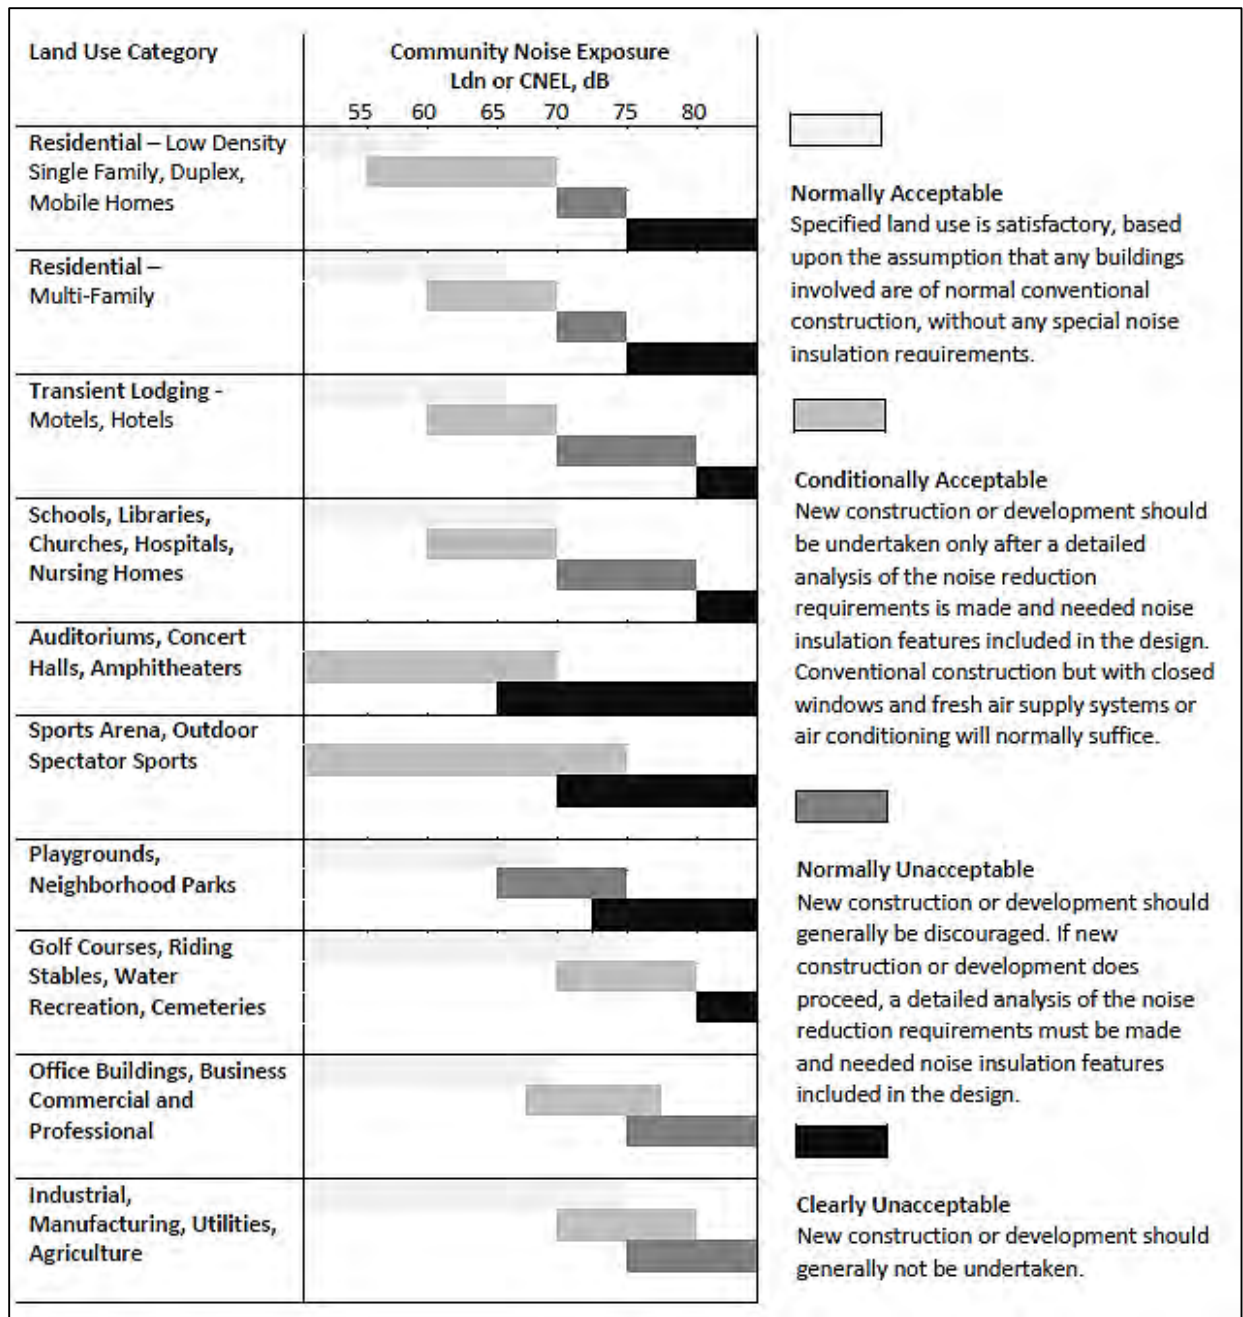 Land Use Category
Community Noise Exposure
Ldn or CNEL, dB
55 60 65 70 75 80
Residential – Low Density
Single Family, Duplex,
Mobile Homes
Residential –
Multi-Family
Transient Lodging -
Motels, Hotels
Schools, Libraries,
Churches, Hospitals,
Nursing Homes
Auditoriums, Concert
Halls, Amphitheaters
Sports Arena, Outdoor
Spectator Sports
Playgrounds,
Neighborhood Parks
Golf Courses, Riding
Stables, Water
Recreation, Cemeteries
Office Buildings, Business
Commercial and
Professional
Industrial,
Manufacturing, Utilities,
Agriculture
Normally Acceptable
Specified land use is satisfactory, based
upon the assumption that any buildings
involved are of normal conventional
construction, without any special noise
insulation requirements.
Conditionally Acceptable
New construction or development should
be undertaken only after a detailed
analysis of the noise reduction
requirements is made and needed noise
insulation features included in the design.
Conventional construction but with closed
windows and fresh air supply systems or
air conditioning will normally suffice.
Normally Unacceptable
New construction or development should
generally be discouraged. If new
construction or development does
proceed, a detailed analysis of the noise
reduction requirements must be made
and needed noise insulation features
included in the design.
Clearly Unacceptable
New construction or development should
generally not be undertaken.